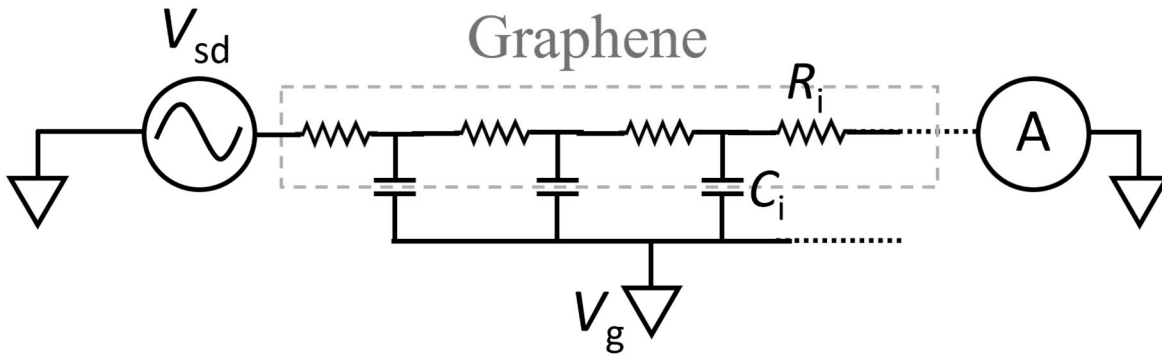 Graphene
V_sd
R_i
A
C_i
V_g